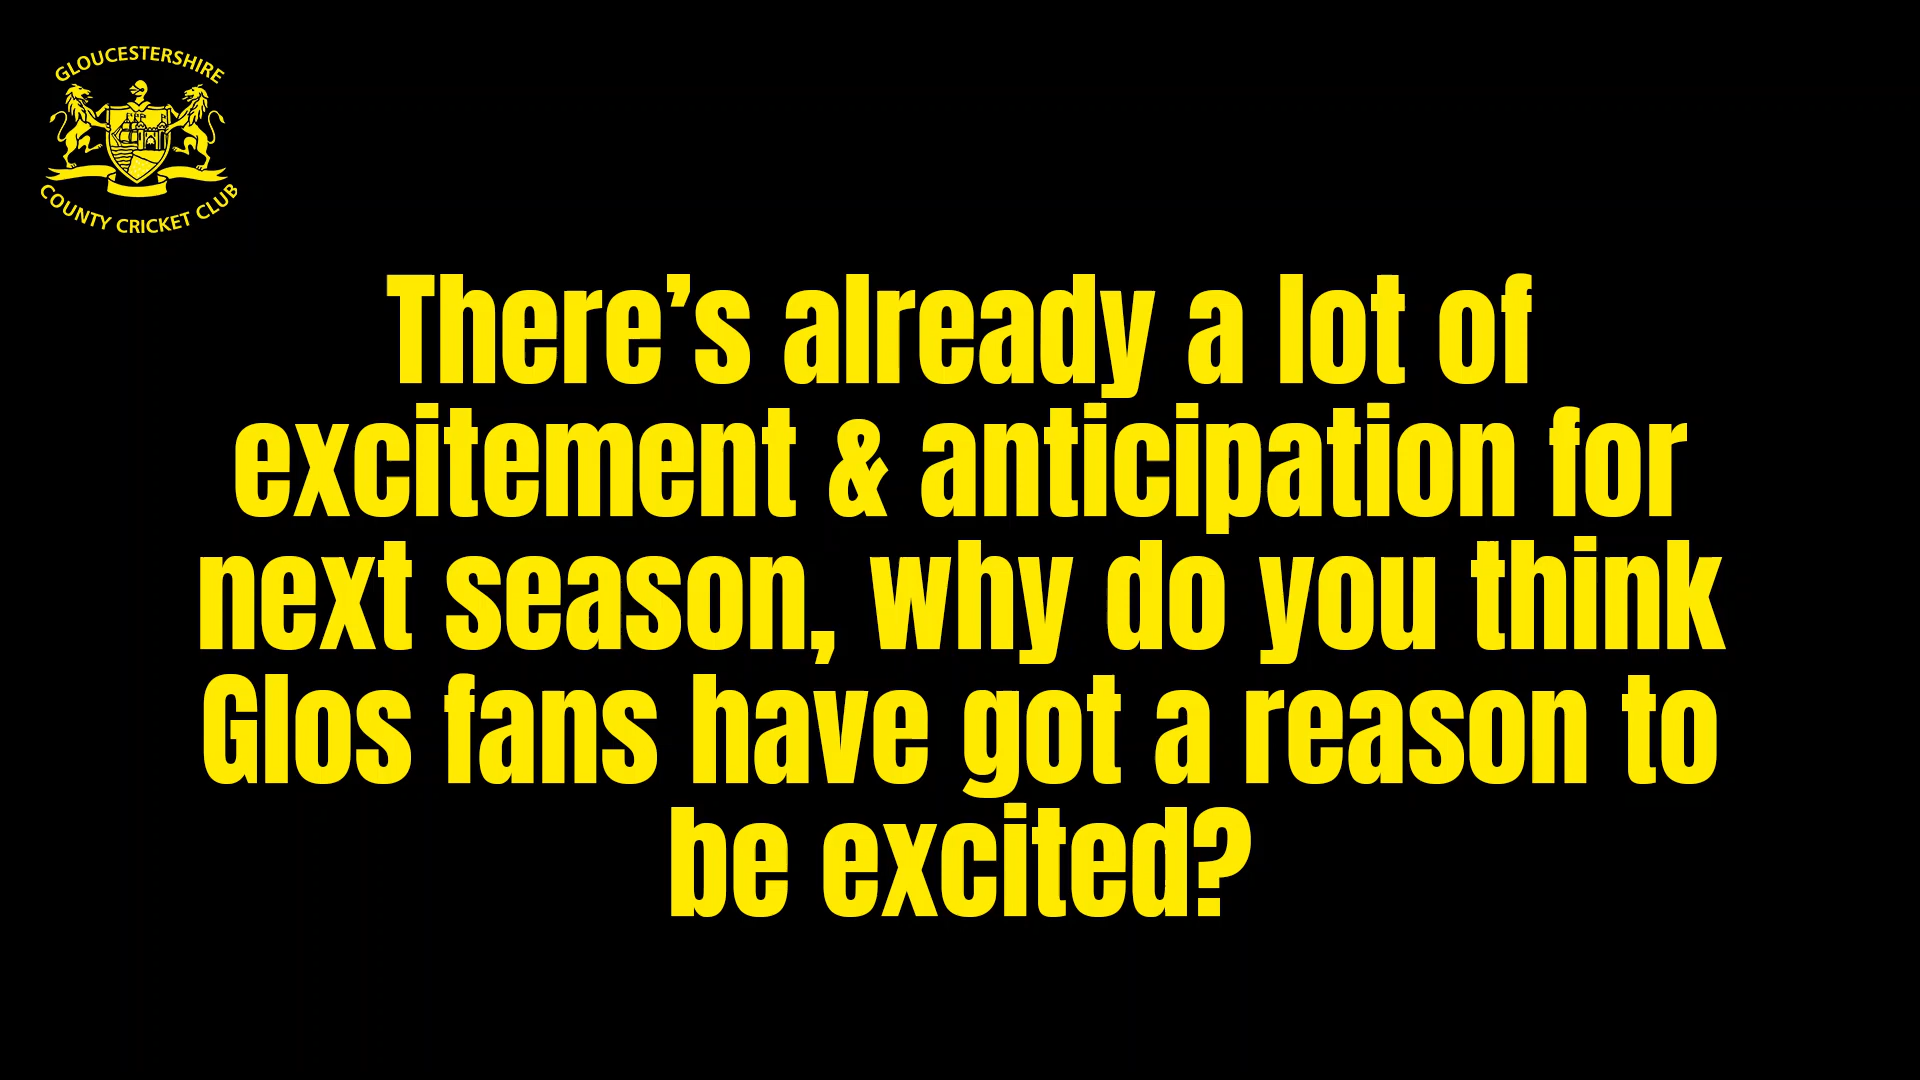 GLOUCESTERSHIRE
COUNTY CRICKET CLUB
There’s already a lot of
excitement & anticipation for
next season, why do you think
Glos fans have got a reason to
be excited?